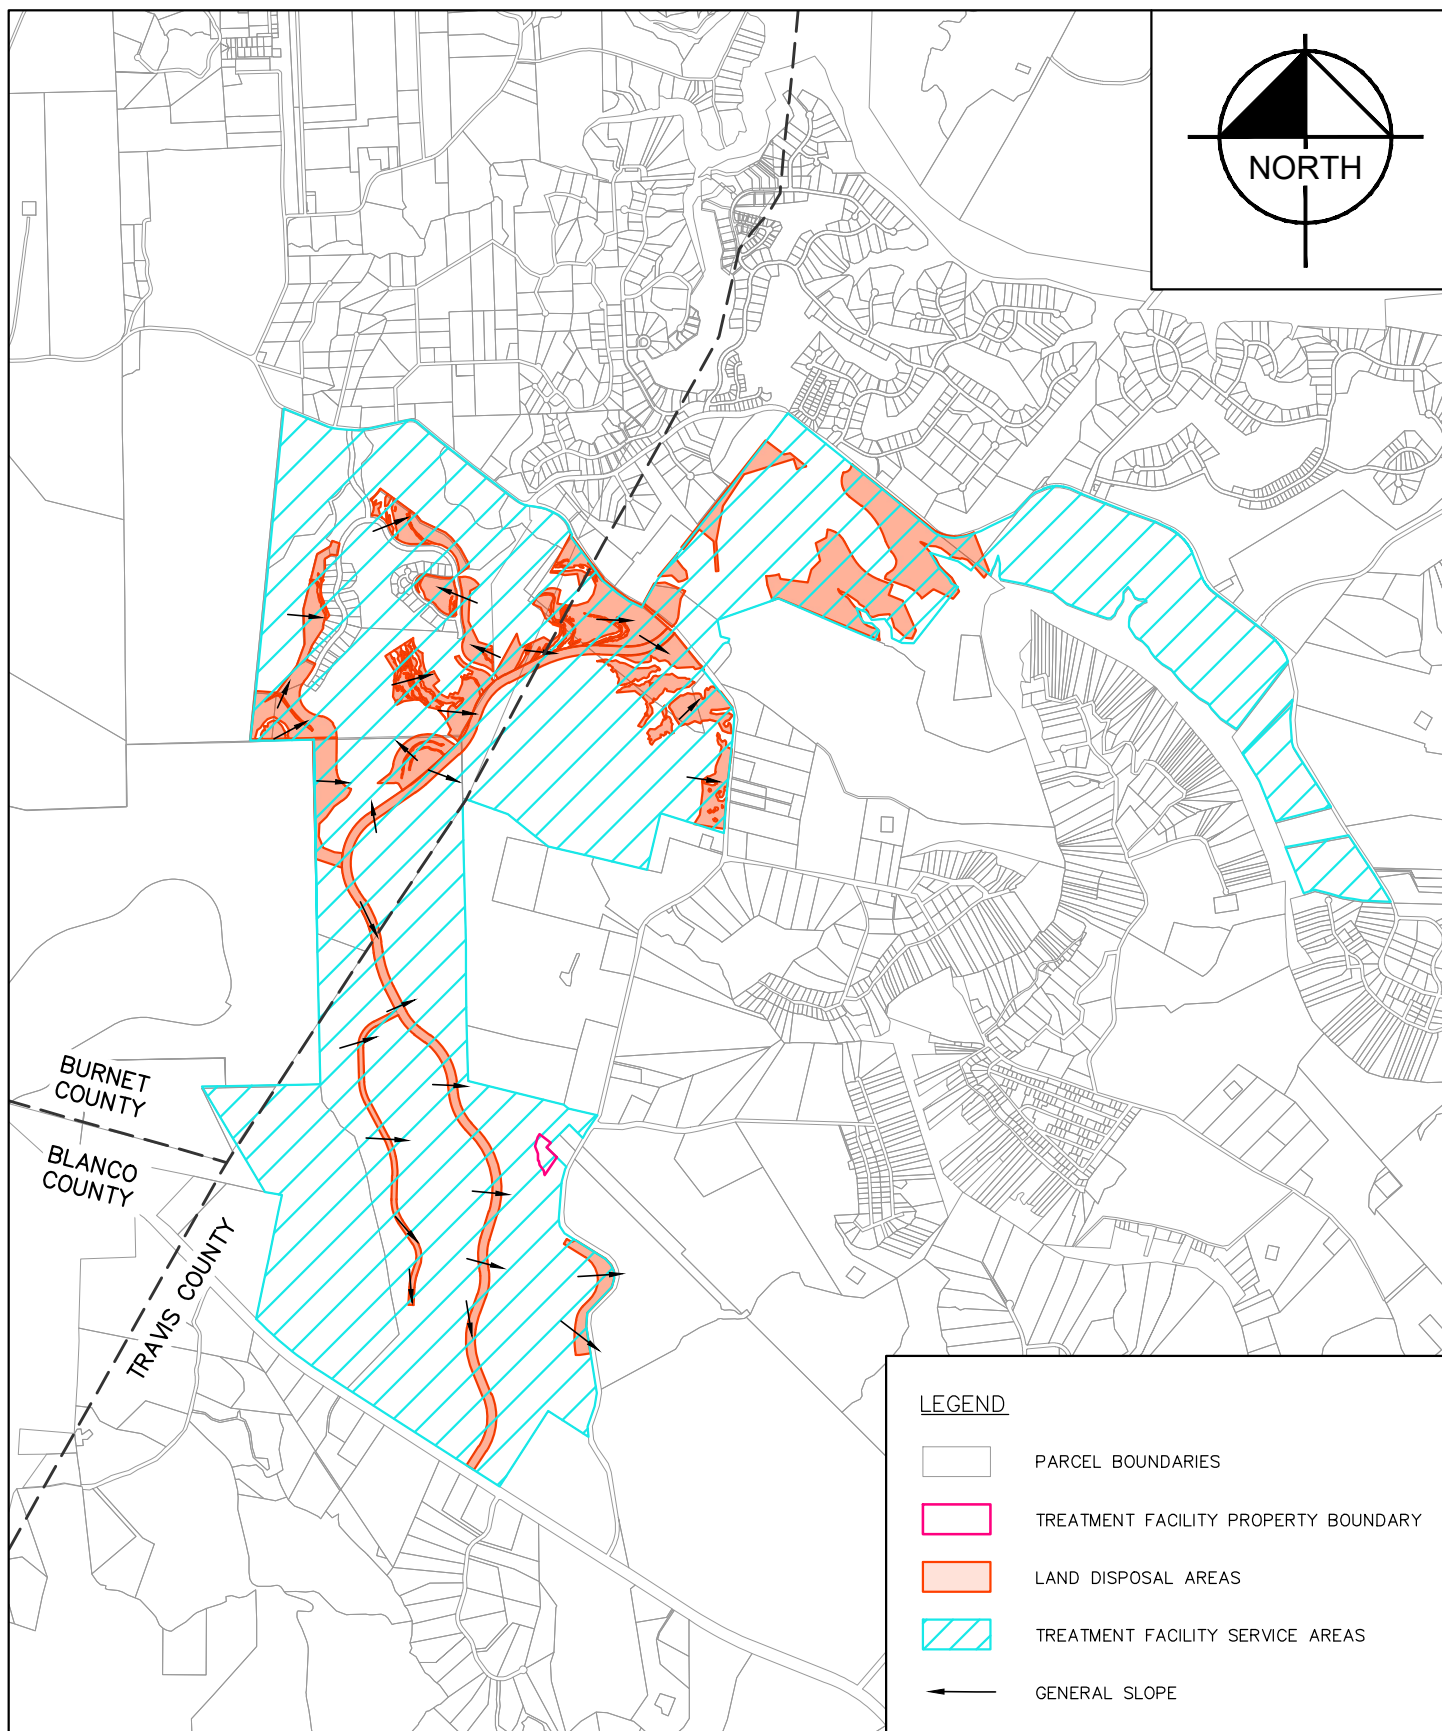 NORTH
BURNET
COUNTY
BLANCO
COUNTY
TRAVIS COUNTY
LEGEND
PARCEL BOUNDARIES
TREATMENT FACILITY PROPERTY BOUNDARY
LAND DISPOSAL AREAS
TREATMENT FACILITY SERVICE AREAS
GENERAL SLOPE